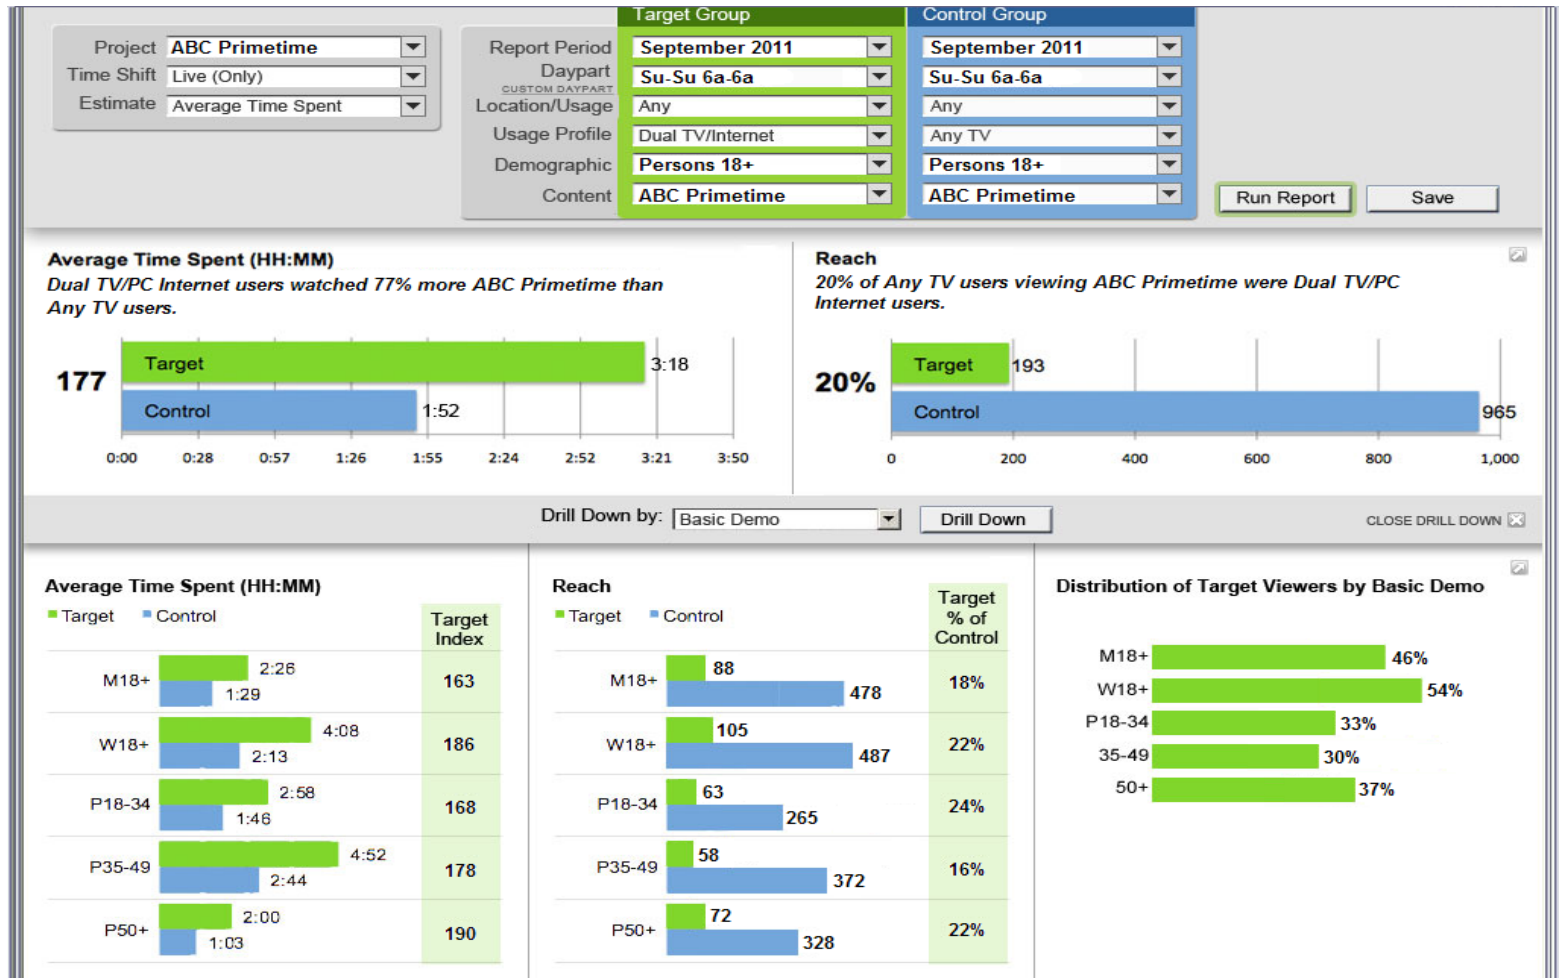 Target Group
Control Group
Project ABC Primetime
Time Shift Live (Only)
Estimate Average Time Spent
Report Period September 2011 September 2011
Daypart Su-Su 6a-6a Su-Su 6a-6a
CUSTOM DAYPART
Location/Usage Any Any
Usage Profile Dual TV/Internet Any TV
Demographic Persons 18+ Persons 18+
Content ABC Primetime ABC Primetime
Run Report Save
Average Time Spent (HH:MM)
Dual TV/PC Internet users watched 77% more ABC Primetime than
Any TV users.
177
Target 3:18
Control 1:52
0:00 0:28 0:57 1:26 1:55 2:24 2:52 3:21 3:50
Reach
20% of Any TV users viewing ABC Primetime were Dual TV/PC
Internet users.
20%
Target 193
Control 965
0 200 400 600 800 1,000
Drill Down by: Basic Demo Drill Down CLOSE DRILL DOWN
Average Time Spent (HH:MM)
Target Control
Target
Index
M18+ 2:26 1:29 163
W18+ 4:08 2:13 186
P18-34 2:58 1:46 168
P35-49 4:52 2:44 178
P50+ 2:00 1:03 190
Reach
Target Control
Target
% of
Control
M18+ 88 478 18%
W18+ 105 487 22%
P18-34 63 265 24%
P35-49 58 372 16%
P50+ 72 328 22%
Distribution of Target Viewers by Basic Demo
M18+ 46%
W18+ 54%
P18-34 33%
35-49 30%
50+ 37%